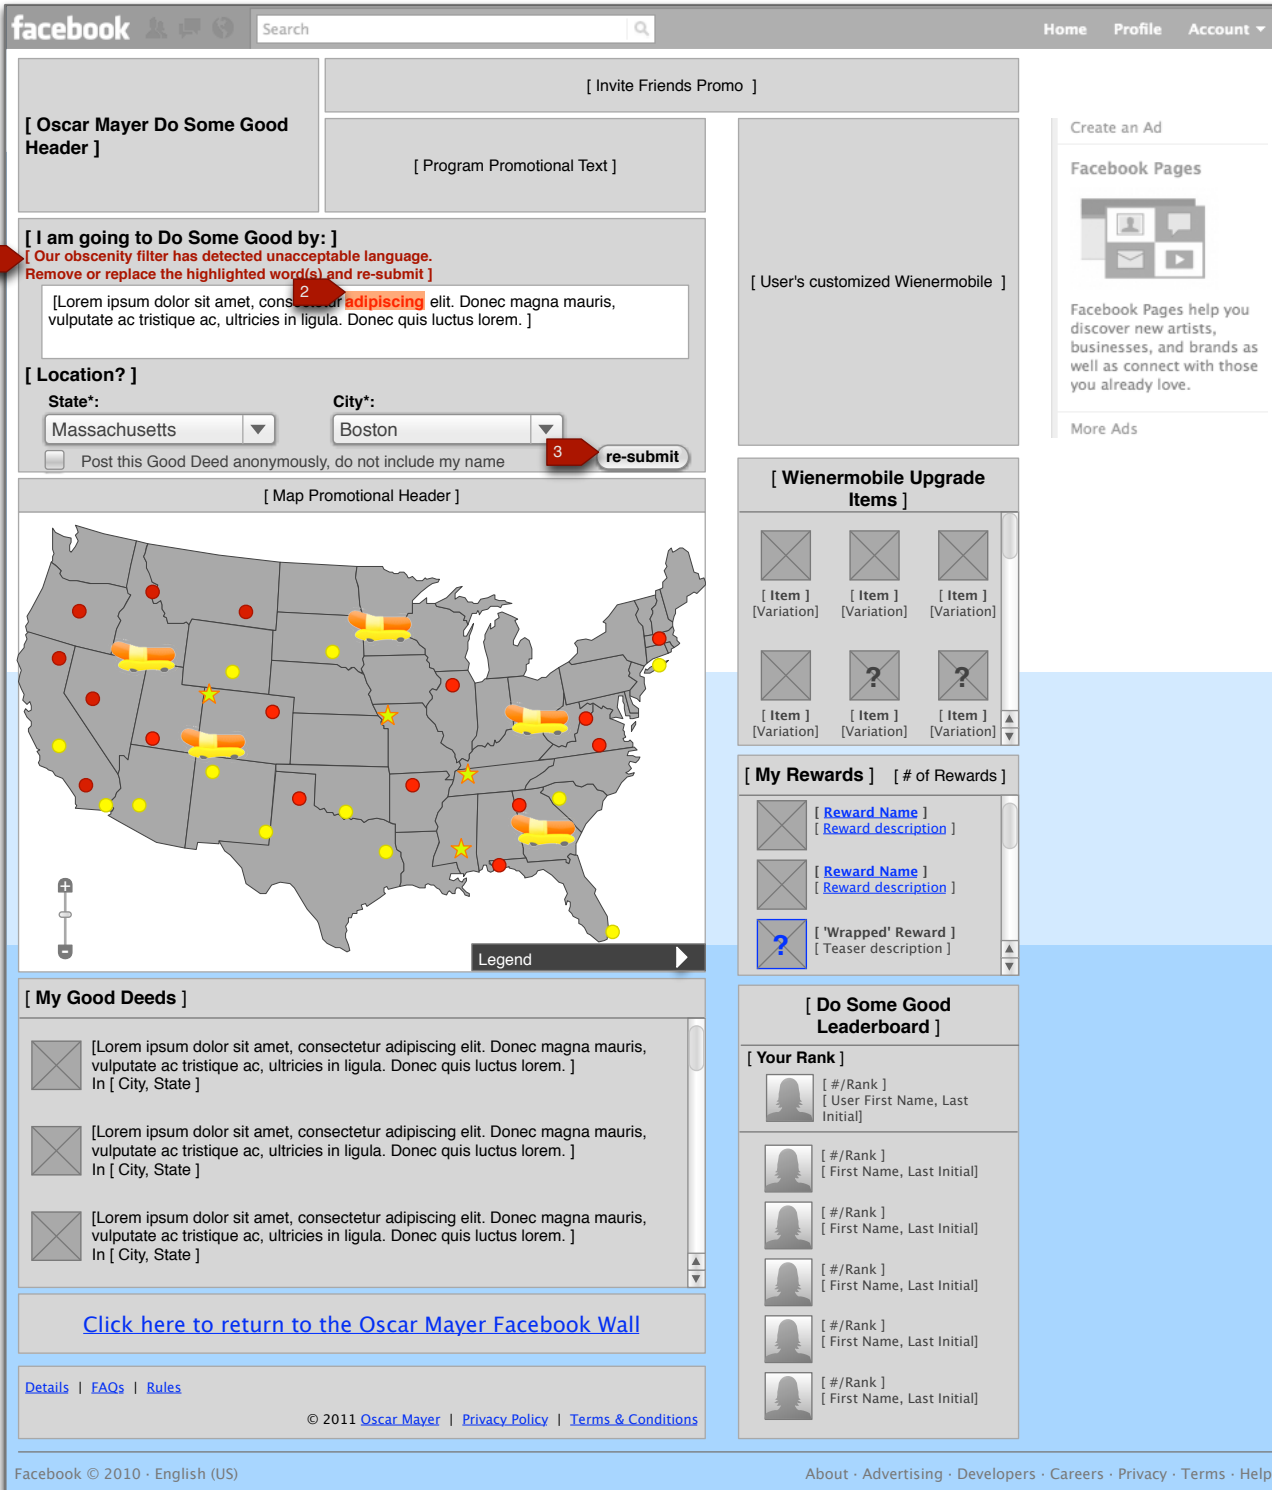 facebook
Search
Home Profile Account
[ Invite Friends Promo ]
[ Oscar Mayer Do Some Good
Header ]
[ Program Promotional Text ]
[ User's customized Wienermobile ]
Create an Ad
Facebook Pages
Facebook Pages help you
discover new artists,
businesses, and brands as
well as connect with those
you already love.
More Ads
[ I am going to Do Some Good by: ]
[ Our obscenity filter has detected unacceptable language.
Remove or replace the highlighted word(s) and re-submit ]
2
[Lorem ipsum dolor sit amet, consectetur adipiscing elit. Donec magna mauris,
vulputate ac tristique ac, ultricies in ligula. Donec quis luctus lorem. ]
[ Location? ]
State*: City*:
Massachusetts Boston
Post this Good Deed anonymously, do not include my name
3
re-submit
[ Map Promotional Header ]
Legend
[ Wienermobile Upgrade
Items ]
[ Item ] [ Item ] [ Item ]
[Variation] [Variation] [Variation]
? ?
[ Item ] [ Item ] [ Item ]
[Variation] [Variation] [Variation]
[ My Rewards ] [ # of Rewards ]
[ Reward Name ]
[ Reward description ]
[ Reward Name ]
[ Reward description ]
?
[ 'Wrapped' Reward ]
[ Teaser description ]
[ My Good Deeds ]
[Lorem ipsum dolor sit amet, consectetur adipiscing elit. Donec magna mauris,
vulputate ac tristique ac, ultricies in ligula. Donec quis luctus lorem. ]
In [ City, State ]
[Lorem ipsum dolor sit amet, consectetur adipiscing elit. Donec magna mauris,
vulputate ac tristique ac, ultricies in ligula. Donec quis luctus lorem. ]
In [ City, State ]
[Lorem ipsum dolor sit amet, consectetur adipiscing elit. Donec magna mauris,
vulputate ac tristique ac, ultricies in ligula. Donec quis luctus lorem. ]
In [ City, State ]
[ Do Some Good
Leaderboard ]
[ Your Rank ]
[ #/Rank ]
[ User First Name, Last
Initial]
[ #/Rank ]
[ First Name, Last Initial]
[ #/Rank ]
[ First Name, Last Initial]
[ #/Rank ]
[ First Name, Last Initial]
[ #/Rank ]
[ First Name, Last Initial]
[ #/Rank ]
[ First Name, Last Initial]
Click here to return to the Oscar Mayer Facebook Wall
Details | FAQs | Rules
© 2011 Oscar Mayer | Privacy Policy | Terms & Conditions
Facebook © 2010 · English (US)
About · Advertising · Developers · Careers · Privacy · Terms · Help